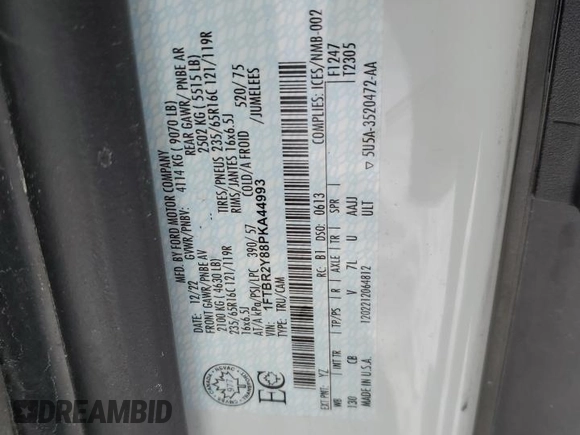 MFD. BY FORD MOTOR COMPANY
12/22
GVWR/PNBV: 4114 KG ( 9070 LB)
FRONT GAWR/ PNBE AV
REAR GAWR/ PNBE AR
2100 KG ( 4630 LB)
2502 KG ( 5515 LB)
235/65R16C 121/119R
TIRES/PNEUS 235/65R16C 121/119R
16x6.5J
RIMS/JANTES 16x6.5J
AT/A kPa/PSI/LPC 390/ 57
COLD/A FROID
520/ 75
/JUMELEES
VIN: 1FTBR2Y88PKA44993
TYPE: TRU/CAM
COMPLIES: ICES/NMB-002
F1247
T2305
EC
EXT PNT: YZ
RC: B1
DSO: 0613
WB
INT TR
TP/PS
R
AXLE
TR
SPR
130
CB
V
7L
U
AAUJ
ULT
MADE IN U.S.A.
1202212064812
▽ 5U5A-3520472-AA
DREAMBID